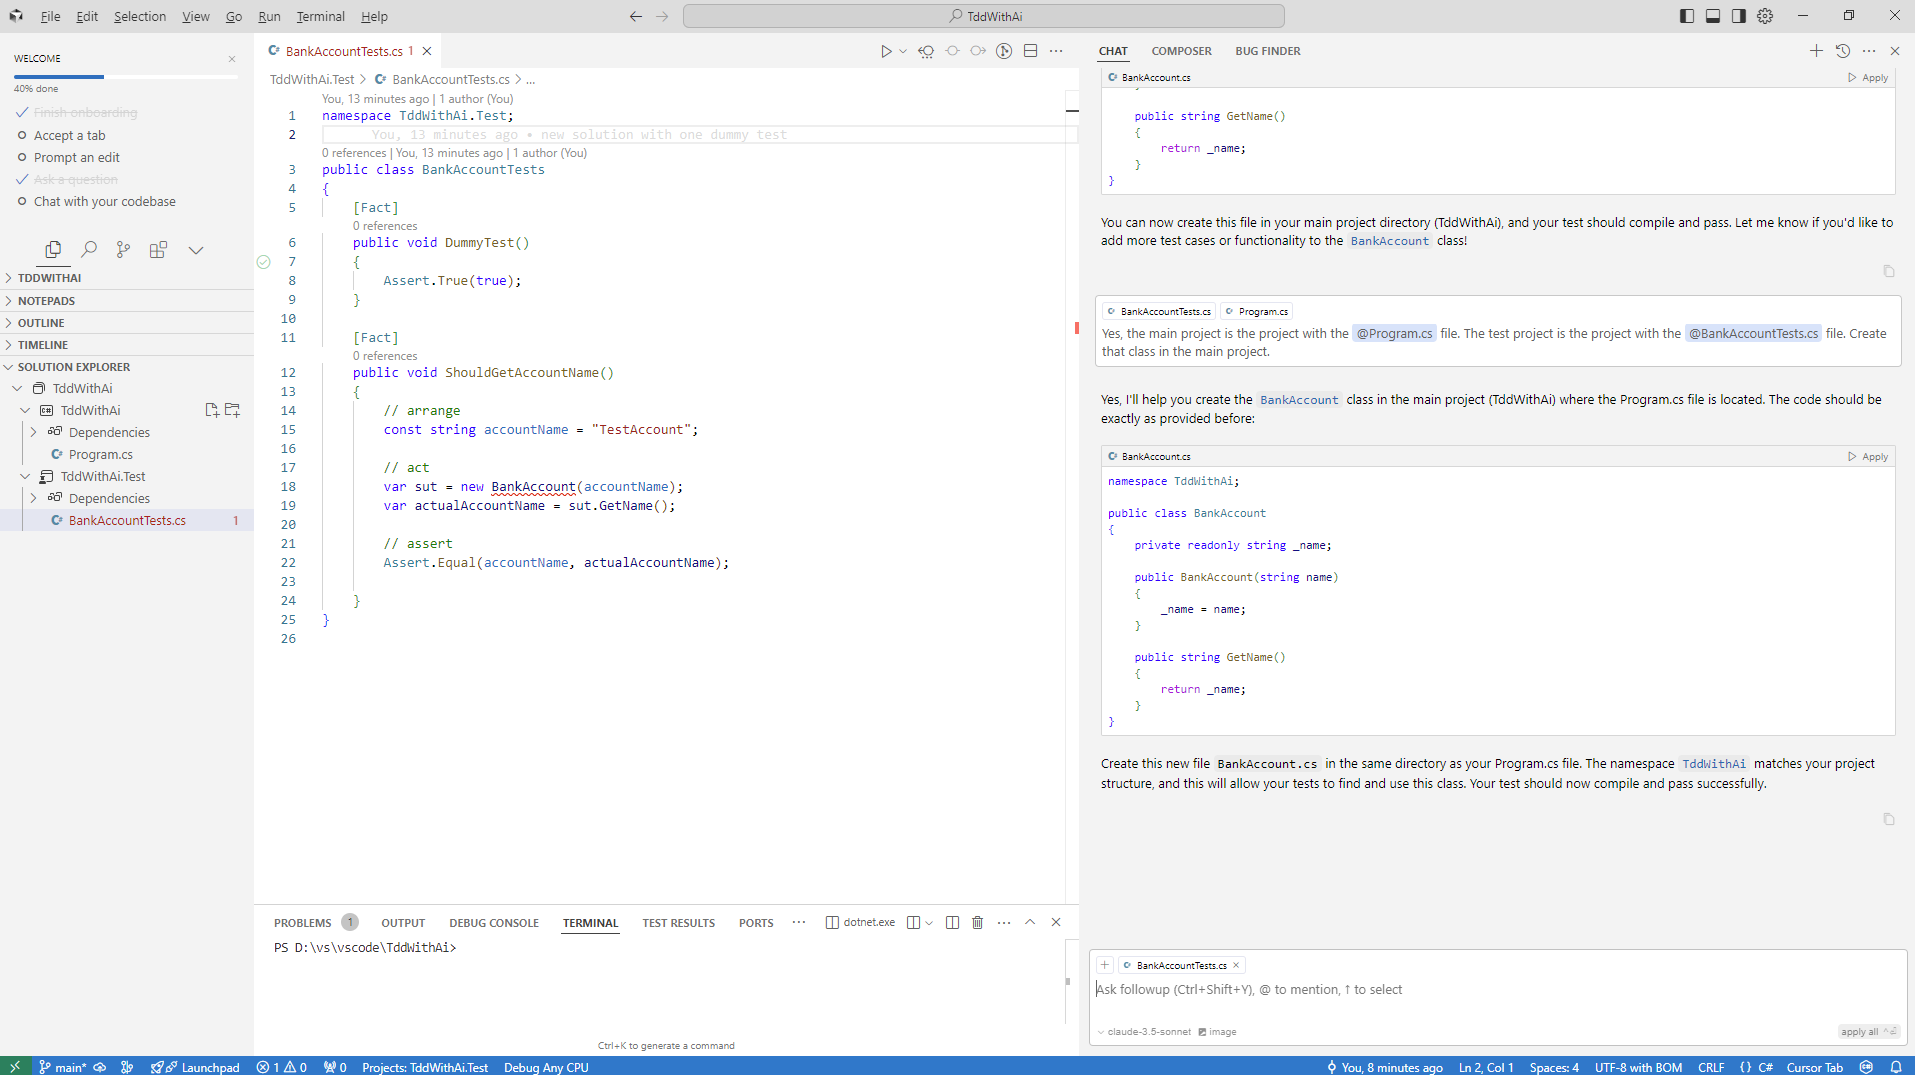 File Edit Selection View Go Run Terminal Help
TddWithAi
WELCOME
40% done
Finish onboarding
Accept a tab
Prompt an edit
Ask a question
Chat with your codebase
TDDWITHAI
NOTEPADS
OUTLINE
TIMELINE
SOLUTION EXPLORER
TddWithAi
TddWithAi
Dependencies
Program.cs
TddWithAi.Test
Dependencies
BankAccountTests.cs 1
BankAccountTests.cs 1
TddWithAi.Test > BankAccountTests.cs > ...
You, 13 minutes ago | 1 author (You)
1 namespace TddWithAi.Test;
2 You, 13 minutes ago • new solution with one dummy test
0 references | You, 13 minutes ago | 1 author (You)
3 public class BankAccountTests
4 {
5 [Fact]
0 references
6 public void DummyTest()
7 {
8 Assert.True(true);
9 }
10
11 [Fact]
0 references
12 public void ShouldGetAccountName()
13 {
14 // arrange
15 const string accountName = "TestAccount";
16
17 // act
18 var sut = new BankAccount(accountName);
19 var actualAccountName = sut.GetName();
20
21 // assert
22 Assert.Equal(accountName, actualAccountName);
23
24 }
25 }
26
PROBLEMS 1 OUTPUT DEBUG CONSOLE TERMINAL TEST RESULTS PORTS ··· dotnet.exe
PS D:\vs\vscode\TddWithAi>
Ctrl+K to generate a command
CHAT COMPOSER BUG FINDER
BankAccount.cs Apply
public string GetName()
{
return _name;
}
}
You can now create this file in your main project directory (TddWithAi), and your test should compile and pass. Let me know if you'd like to
add more test cases or functionality to the BankAccount class!
BankAccountTests.cs Program.cs
Yes, the main project is the project with the @Program.cs file. The test project is the project with the @BankAccountTests.cs file. Create
that class in the main project.
Yes, I'll help you create the BankAccount class in the main project (TddWithAi) where the Program.cs file is located. The code should be
exactly as provided before:
BankAccount.cs Apply
namespace TddWithAi;
public class BankAccount
{
private readonly string _name;
public BankAccount(string name)
{
_name = name;
}
public string GetName()
{
return _name;
}
}
Create this new file BankAccount.cs in the same directory as your Program.cs file. The namespace TddWithAi matches your project
structure, and this will allow your tests to find and use this class. Your test should now compile and pass successfully.
BankAccountTests.cs
Ask followup (Ctrl+Shift+Y), @ to mention, ↑ to select
claude-3.5-sonnet image apply all
main* Launchpad 1 0 0 Projects: TddWithAi.Test Debug Any CPU You, 8 minutes ago Ln 2, Col 1 Spaces: 4 UTF-8 with BOM CRLF {} C# Cursor Tab